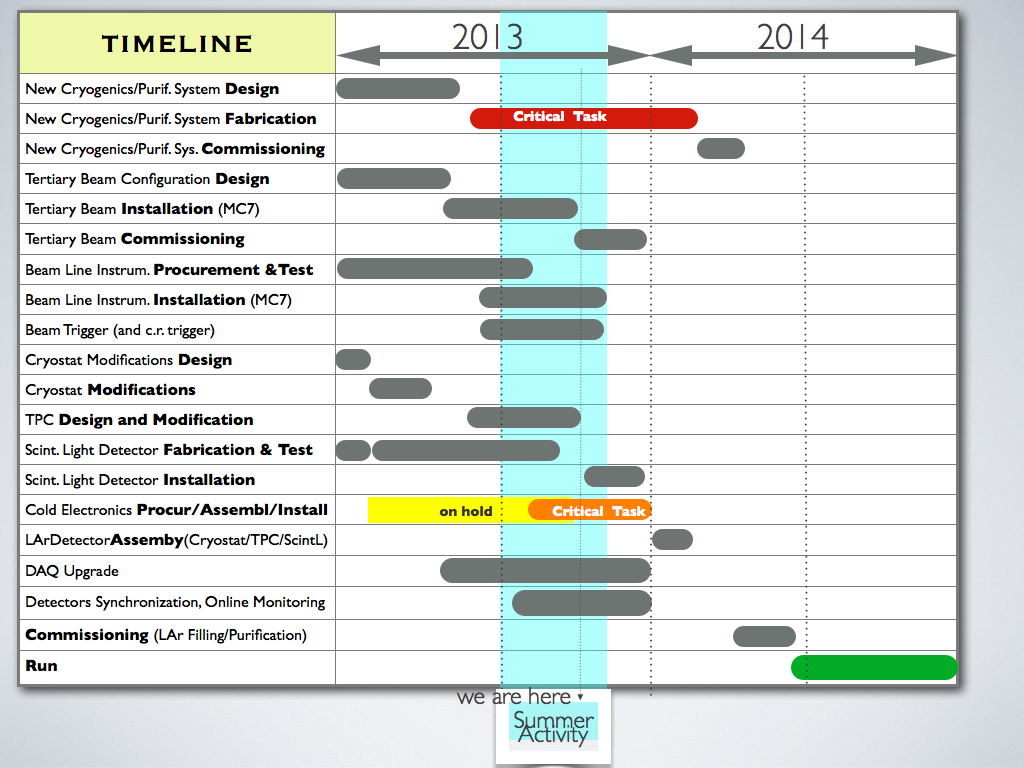 TIMELINE
2013
2014
New Cryogenics/Purif. System Design
New Cryogenics/Purif. System Fabrication
Critical Task
New Cryogenics/Purif. Sys. Commissioning
Tertiary Beam Configuration Design
Tertiary Beam Installation (MC7)
Tertiary Beam Commissioning
Beam Line Instrum. Procurement &Test
Beam Line Instrum. Installation (MC7)
Beam Trigger (and c.r. trigger)
Cryostat Modifications Design
Cryostat Modifications
TPC Design and Modification
Scint. Light Detector Fabrication & Test
Scint. Light Detector Installation
Cold Electronics Procur/Assembl/Install
on hold
Critical Task
LArDetectorAssemby(Cryostat/TPC/ScintL)
DAQ Upgrade
Detectors Synchronization, Online Monitoring
Commissioning (LAr Filling/Purification)
Run
we are here
Summer
Activity